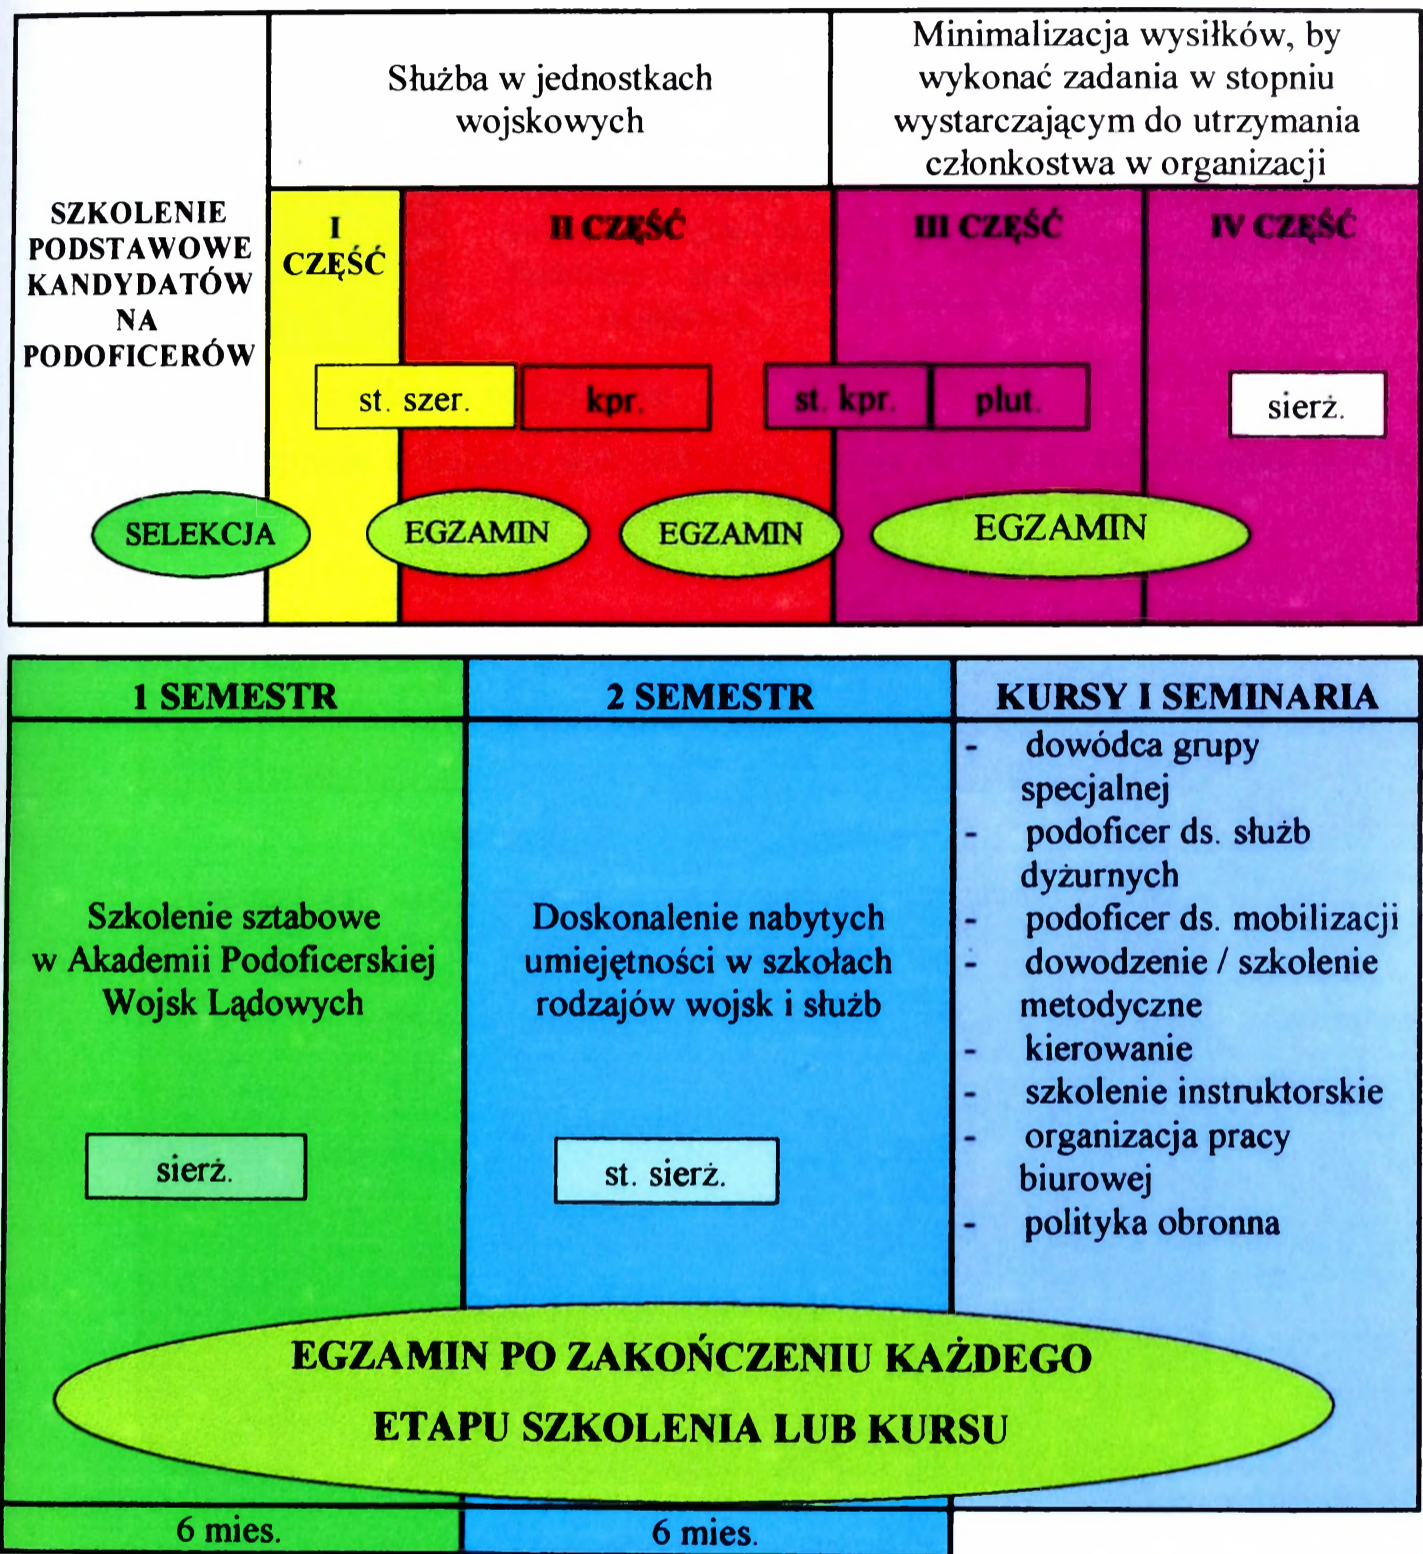 Służba w jednostkach
wojskowych
Minimalizacja wysiłków, by
wykonać zadania w stopniu
wystarczającym do utrzymania
członkostwa w organizacji
SZKOLENIE
PODSTAWOWE
KANDYDATÓW
NA
PODOFICERÓW
I
CZĘŚĆ
II CZĘŚĆ
III CZĘŚĆ
IV CZĘŚĆ
st. szer.
kpr.
st. kpr.
plut.
sierż.
SELEKCJA
EGZAMIN
EGZAMIN
EGZAMIN
1 SEMESTR
2 SEMESTR
KURSY I SEMINARIA
Szkolenie sztabowe
w Akademii Podoficerskiej
Wojsk Lądowych
sierż.
Doskonalenie nabytych
umiejętności w szkołach
rodzajów wojsk i służb
st. sierż.
- dowódca grupy
specjalnej
- podoficer ds. służb
dyżurnych
- podoficer ds. mobilizacji
- dowodzenie / szkolenie
metodyczne
- kierowanie
- szkolenie instruktorskie
- organizacja pracy
biurowej
- polityka obronna
EGZAMIN PO ZAKOŃCZENIU KAŻDEGO
ETAPU SZKOLENIA LUB KURSU
6 mies.
6 mies.